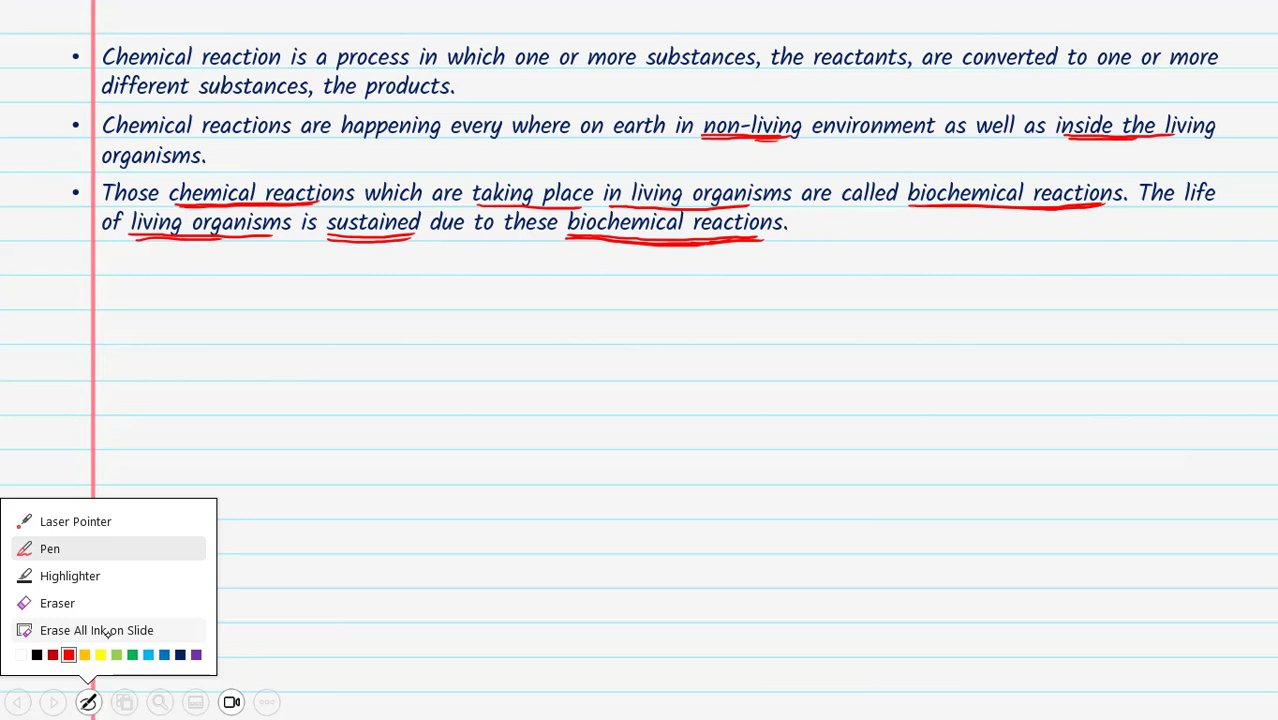 • Chemical reaction is a process in which one or more substances, the reactants, are converted to one or more
different substances, the products.
• Chemical reactions are happening every where on earth in non-living environment as well as inside the living
organisms.
• Those chemical reactions which are taking place in living organisms are called biochemical reactions. The life
of living organisms is sustained due to these biochemical reactions.
Laser Pointer
Pen
Highlighter
Eraser
Erase All Ink on Slide